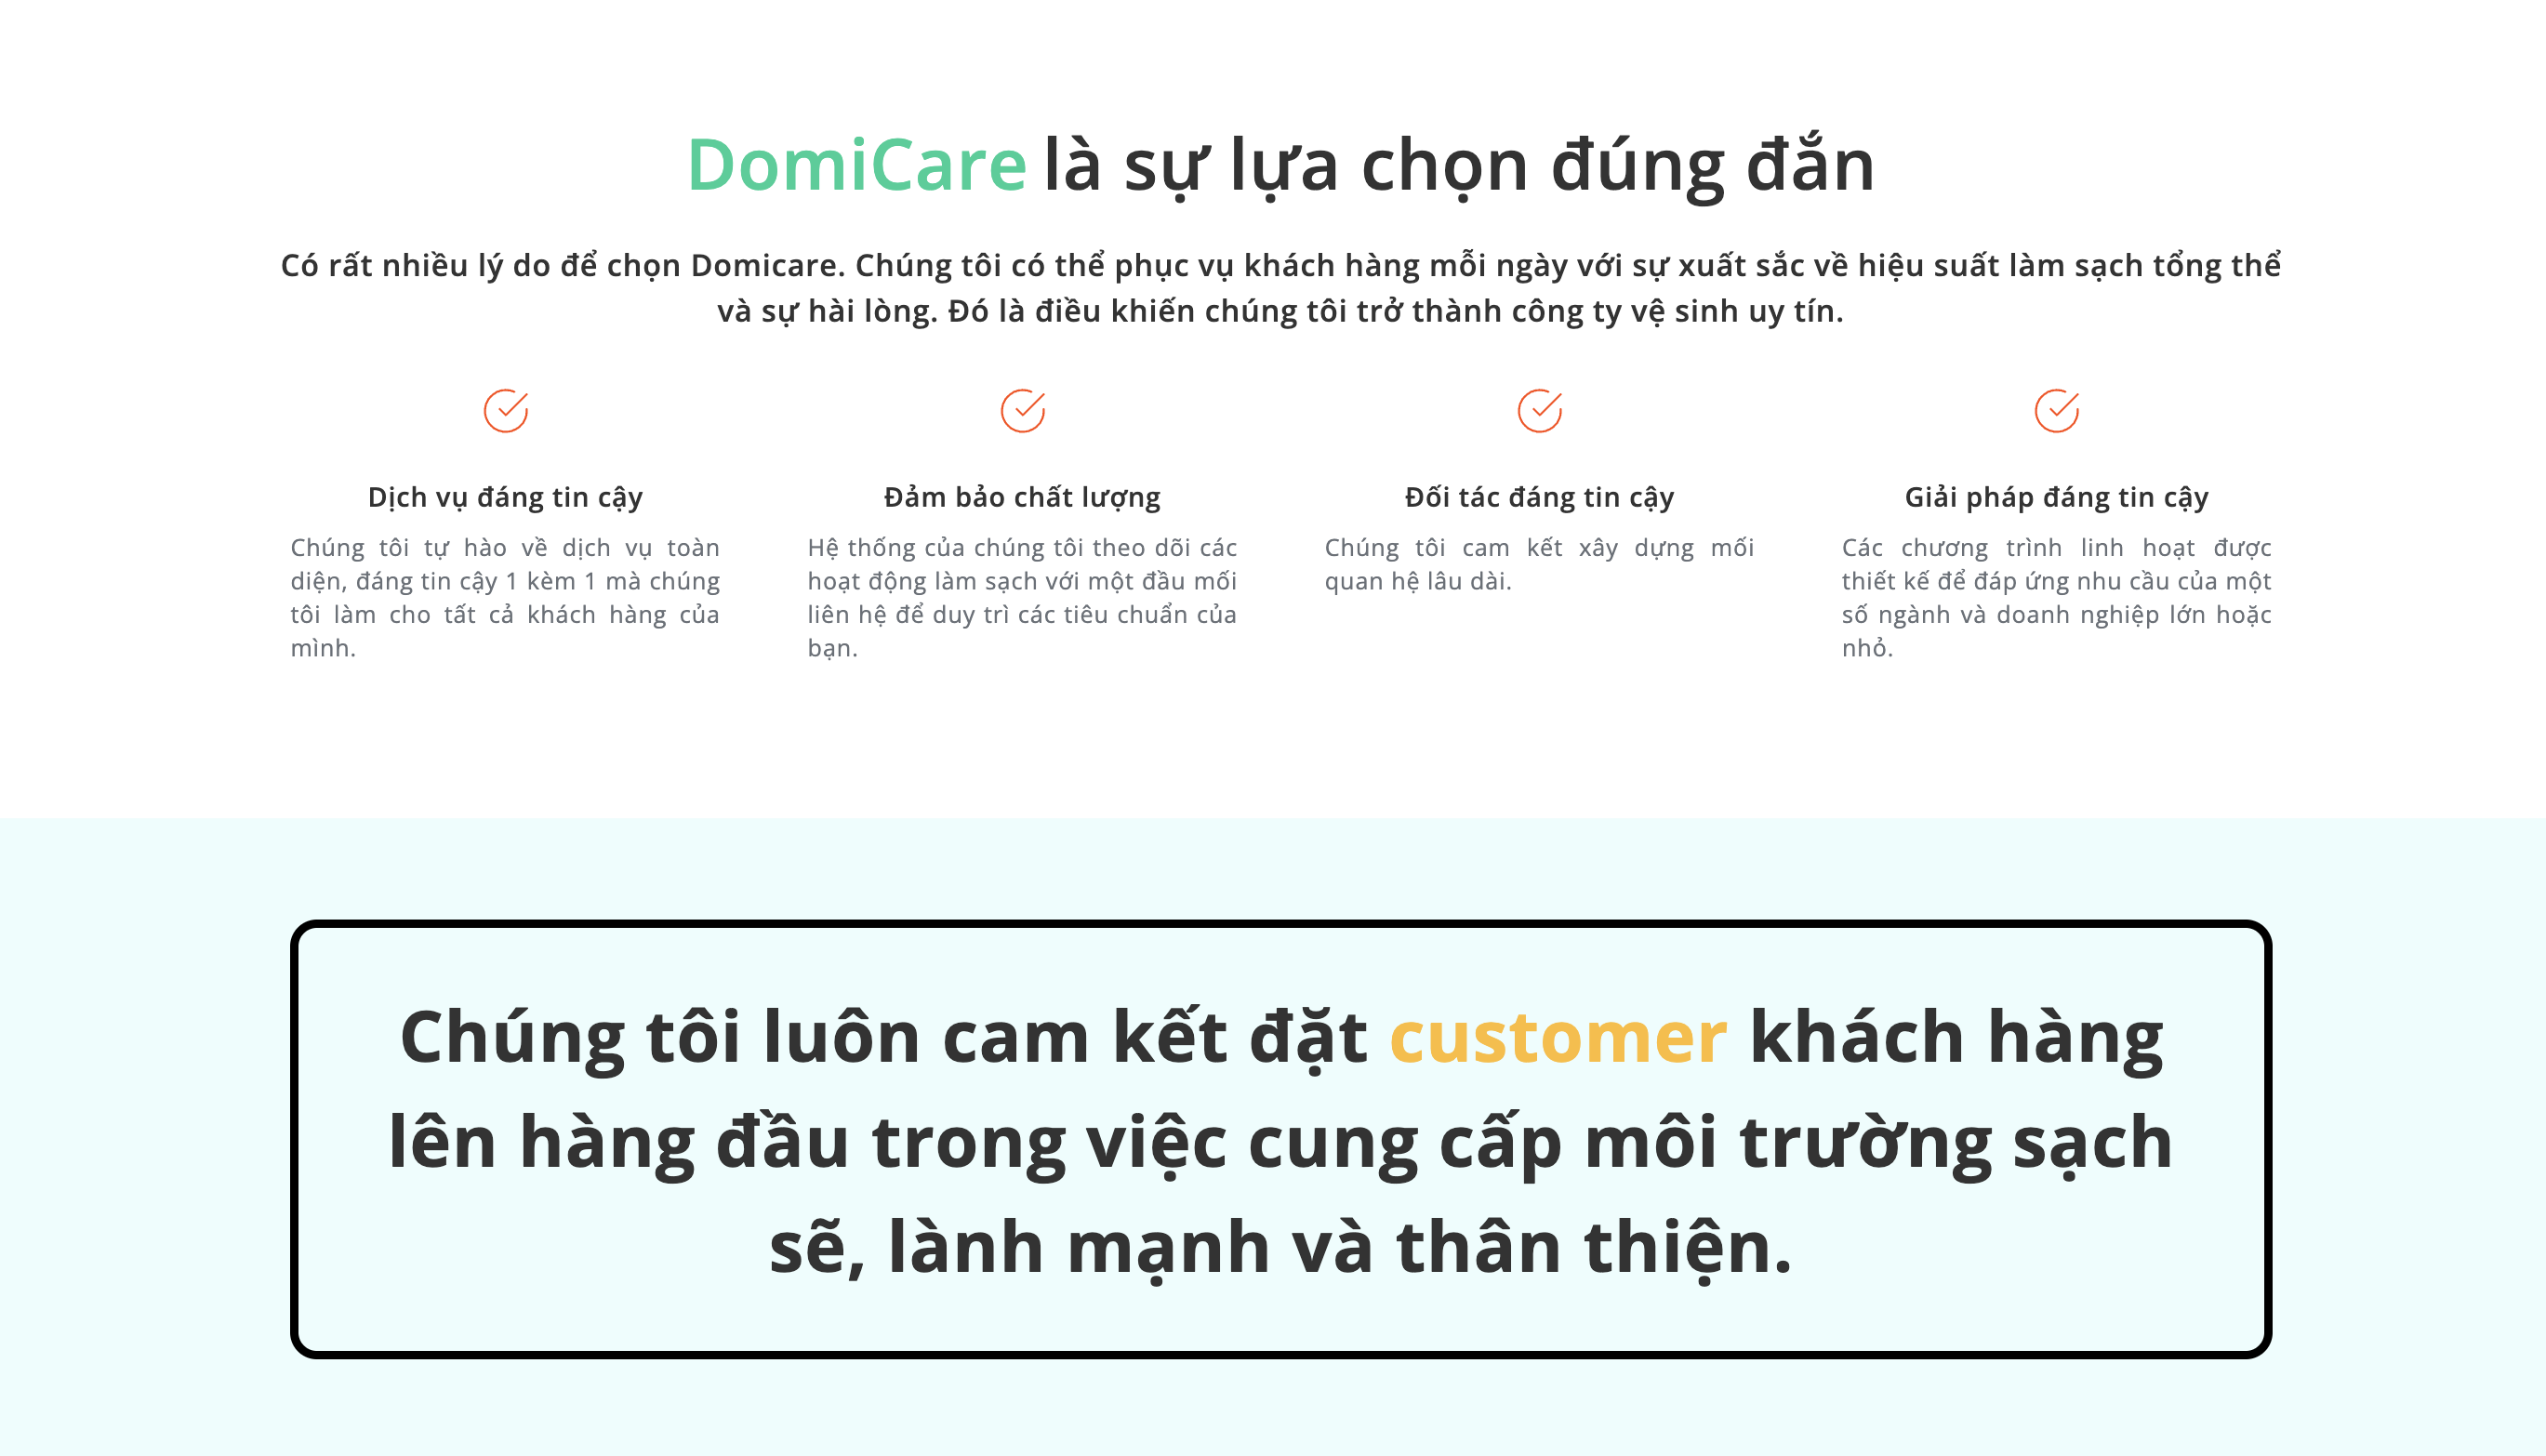 DomiCare là sự lựa chọn đúng đắn
Có rất nhiều lý do để chọn Domicare. Chúng tôi có thể phục vụ khách hàng mỗi ngày với sự xuất sắc về hiệu suất làm sạch tổng thể
và sự hài lòng. Đó là điều khiến chúng tôi trở thành công ty vệ sinh uy tín.
Dịch vụ đáng tin cậy
Chúng tôi tự hào về dịch vụ toàn
diện, đáng tin cậy 1 kèm 1 mà chúng
tôi làm cho tất cả khách hàng của
mình.
Đảm bảo chất lượng
Hệ thống của chúng tôi theo dõi các
hoạt động làm sạch với một đầu mối
liên hệ để duy trì các tiêu chuẩn của
bạn.
Đối tác đáng tin cậy
Chúng tôi cam kết xây dựng mối
quan hệ lâu dài.
Giải pháp đáng tin cậy
Các chương trình linh hoạt được
thiết kế để đáp ứng nhu cầu của một
số ngành và doanh nghiệp lớn hoặc
nhỏ.
Chúng tôi luôn cam kết đặt customer khách hàng
lên hàng đầu trong việc cung cấp môi trường sạch
sẽ, lành mạnh và thân thiện.